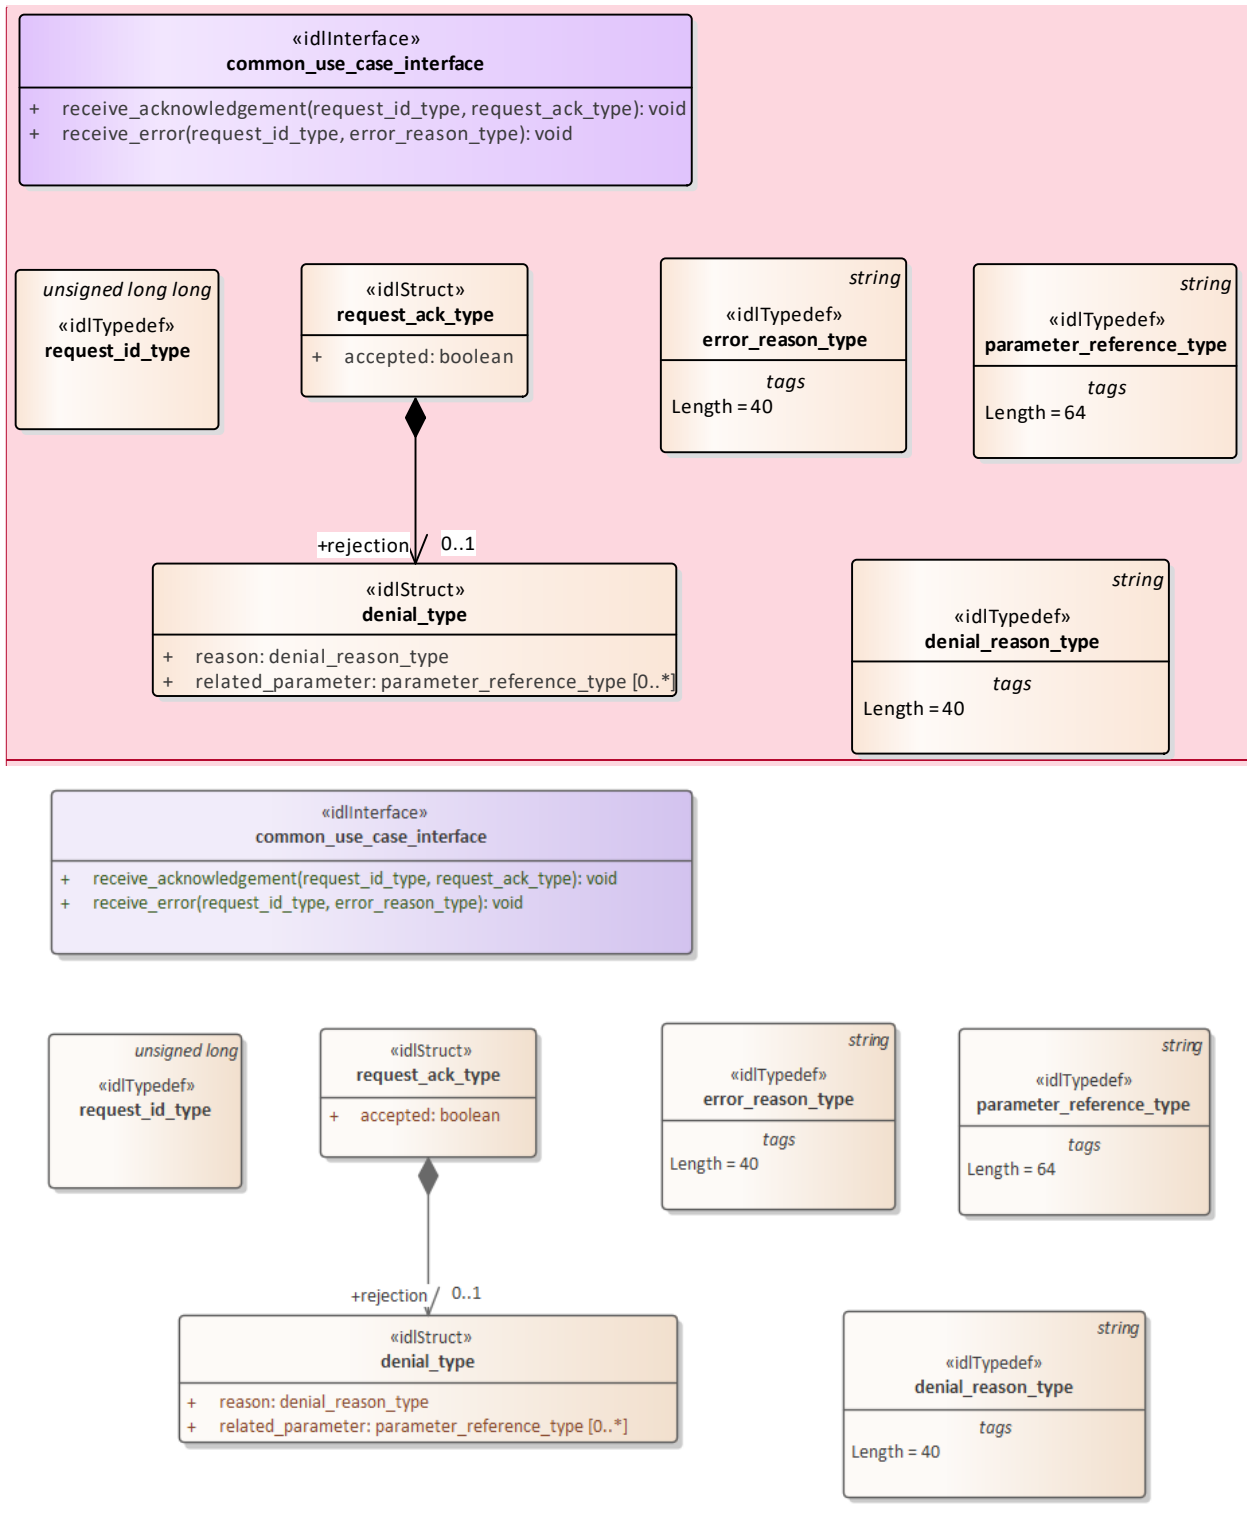 «idlInterface»
common_use_case_interface
+ receive_acknowledgement(request_id_type, request_ack_type): void
+ receive_error(request_id_type, error_reason_type): void
unsigned long long
«idlTypedef»
request_id_type
«idlStruct»
request_ack_type
+ accepted: boolean
string
«idlTypedef»
error_reason_type
tags
Length = 40
string
«idlTypedef»
parameter_reference_type
tags
Length = 64
+rejection 0..1
«idlStruct»
denial_type
+ reason: denial_reason_type
+ related_parameter: parameter_reference_type [0..*]
string
«idlTypedef»
denial_reason_type
tags
Length = 40
«idlInterface»
common_use_case_interface
+ receive_acknowledgement(request_id_type, request_ack_type): void
+ receive_error(request_id_type, error_reason_type): void
unsigned long
«idlTypedef»
request_id_type
«idlStruct»
request_ack_type
+ accepted: boolean
string
«idlTypedef»
error_reason_type
tags
Length = 40
string
«idlTypedef»
parameter_reference_type
tags
Length = 64
+rejection 0..1
«idlStruct»
denial_type
+ reason: denial_reason_type
+ related_parameter: parameter_reference_type [0..*]
string
«idlTypedef»
denial_reason_type
tags
Length = 40